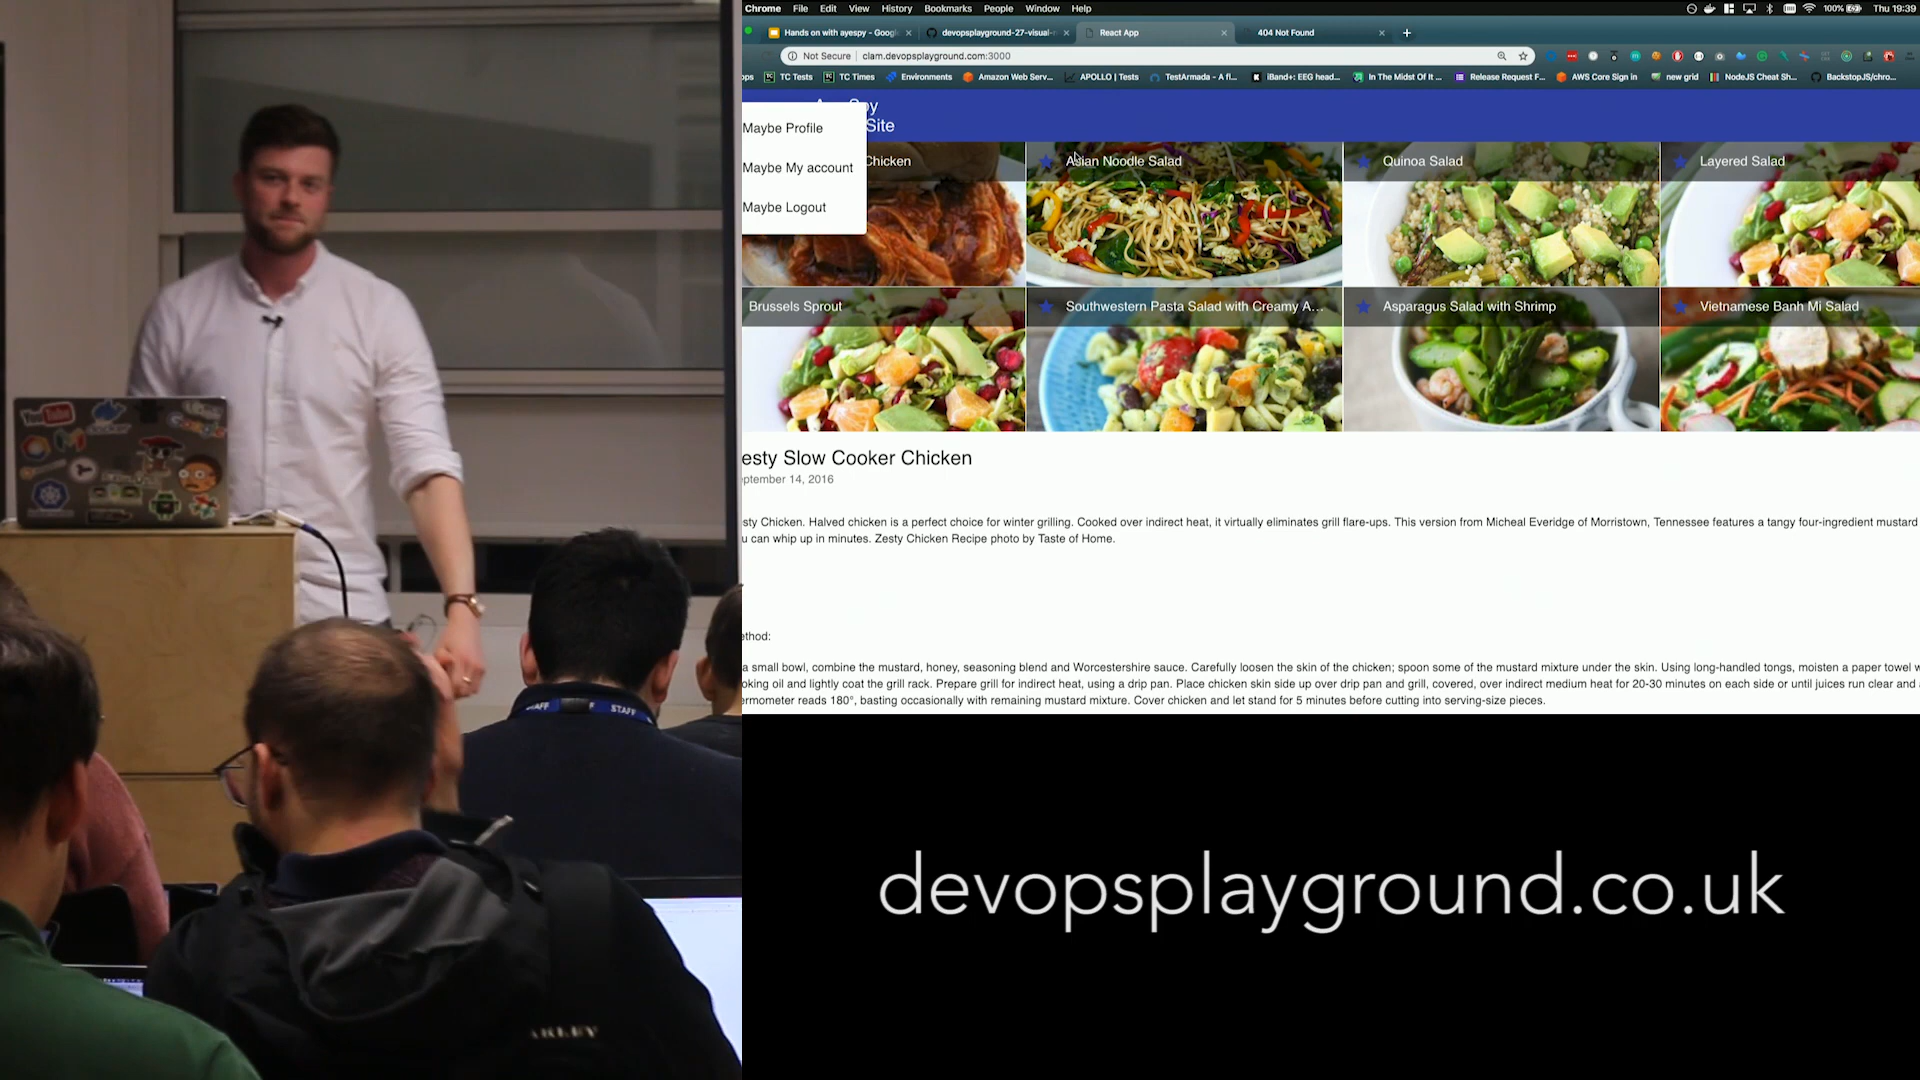 YouTube
docker
Google
STAFF
STAFF
Chrome File Edit View History Bookmarks People Window Help
100% Thu 19:39
Hands on with ayespy - Googl
devopsplayground-27-visual-r
React App
404 Not Found
Not Secure | clam.devopsplayground.com:3000
ops TC Tests TC Times Environments Amazon Web Serv... APOLLO | Tests TestArmada - A fl... iBand+: EEG head... In The Midst Of It ... Release Request F... AWS Core Sign in new grid NodeJS Cheat Sh... BackstopJS/chro...
Site
Maybe Profile
Maybe My account
Maybe Logout
Chicken
Asian Noodle Salad
Quinoa Salad
Layered Salad
Brussels Sprout
Southwestern Pasta Salad with Creamy A...
Asparagus Salad with Shrimp
Vietnamese Banh Mi Salad
esty Slow Cooker Chicken
ptember 14, 2016
sty Chicken. Halved chicken is a perfect choice for winter grilling. Cooked over indirect heat, it virtually eliminates grill flare-ups. This version from Micheal Everidge of Morristown, Tennessee features a tangy four-ingredient mustard
u can whip up in minutes. Zesty Chicken Recipe photo by Taste of Home.
ethod:
a small bowl, combine the mustard, honey, seasoning blend and Worcestershire sauce. Carefully loosen the skin of the chicken; spoon some of the mustard mixture under the skin. Using long-handled tongs, moisten a paper towel w
oking oil and lightly coat the grill rack. Prepare grill for indirect heat, using a drip pan. Place chicken skin side up over drip pan and grill, covered, over indirect medium heat for 20-30 minutes on each side or until juices run clear and a
ermometer reads 180°, basting occasionally with remaining mustard mixture. Cover chicken and let stand for 5 minutes before cutting into serving-size pieces.
devopsplayground.co.uk